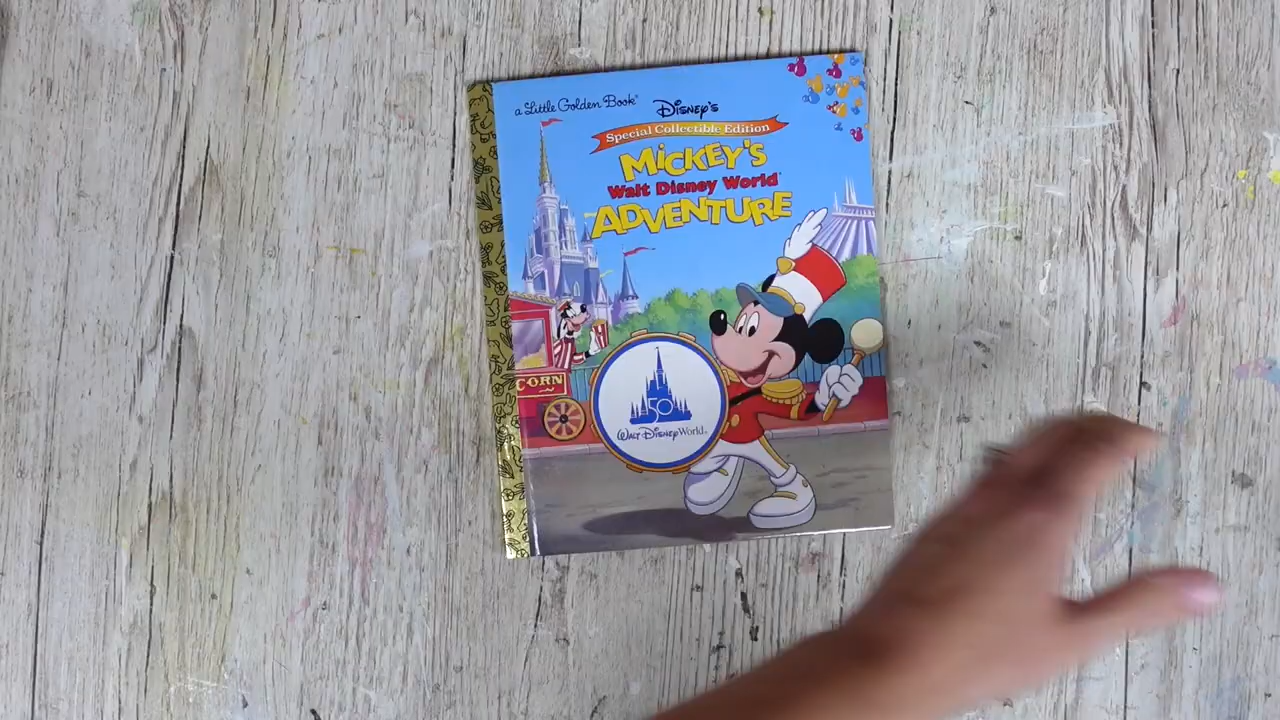 a Little Golden Book®
DISNEY'S
Special Collectible Edition
MICKEY'S
Walt Disney World
ADVENTURE
CORN
50
WALT DISNEY World®